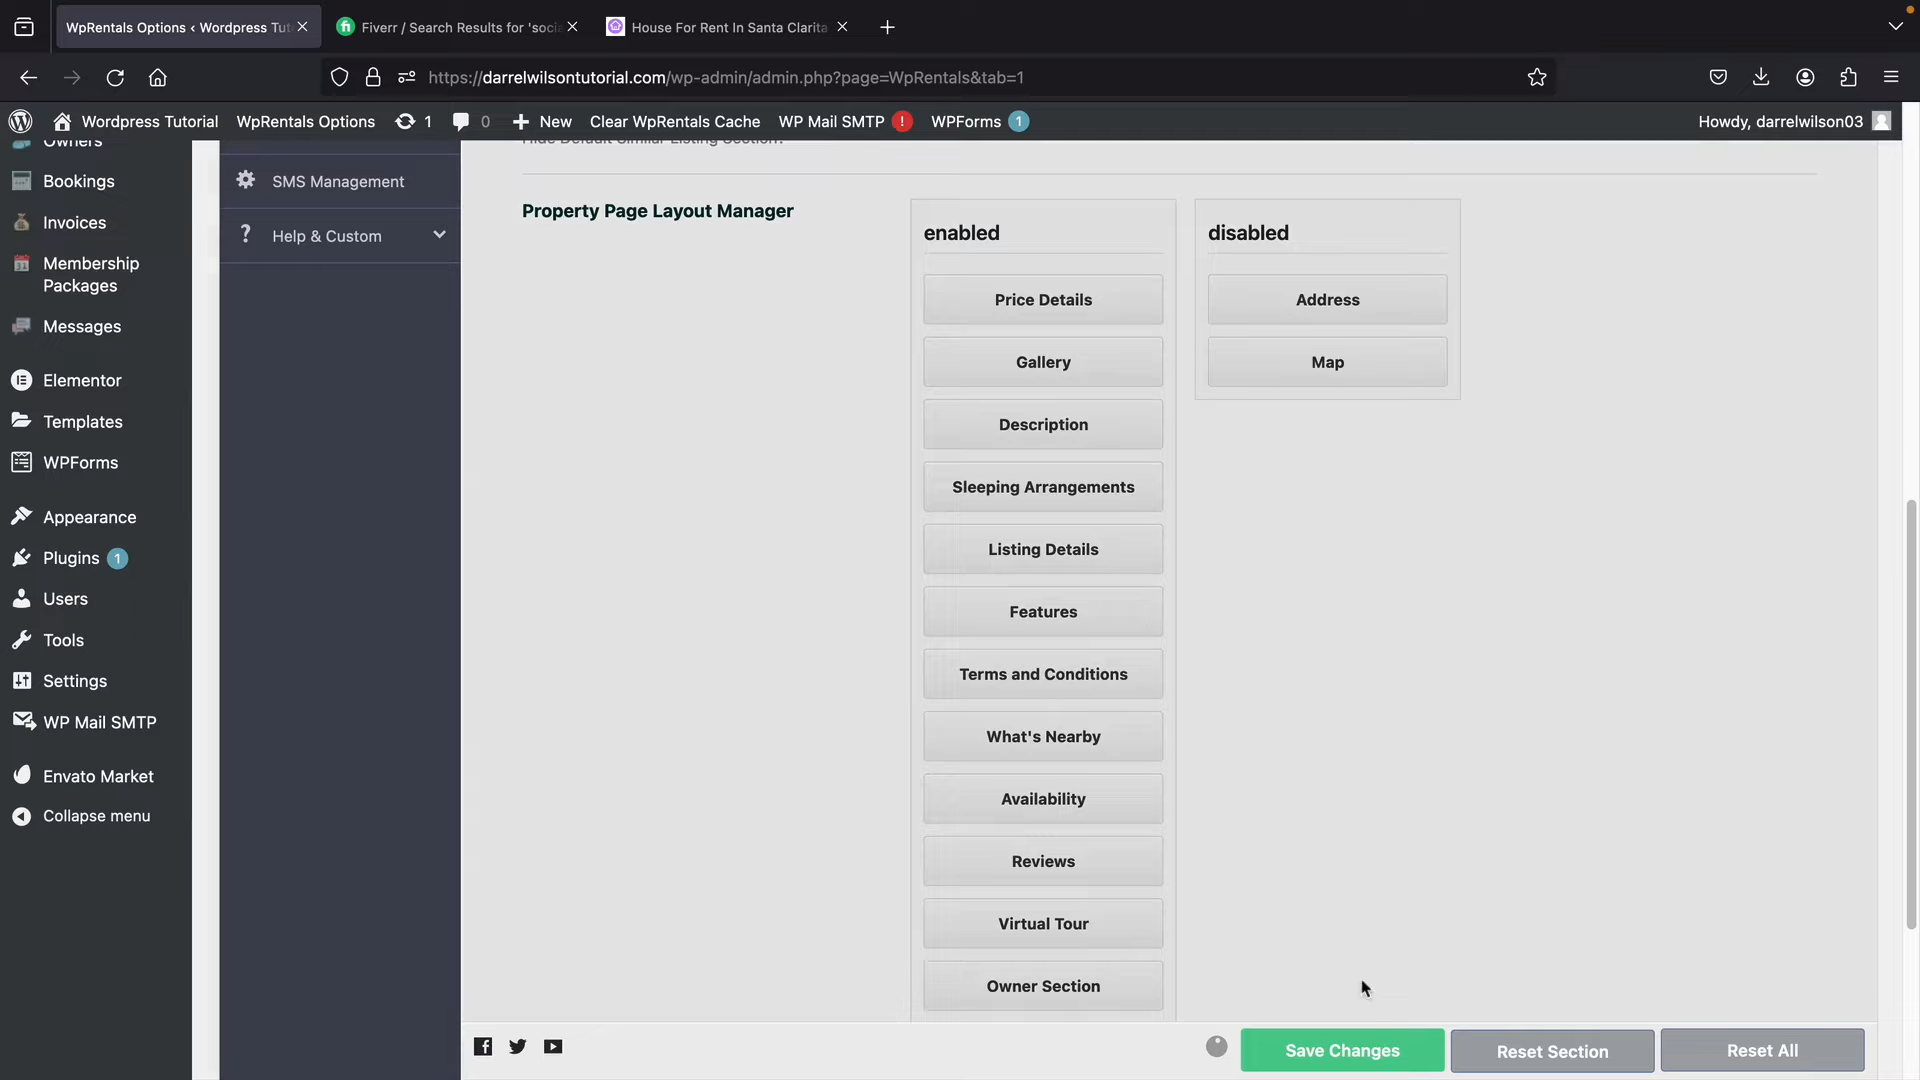 WpRentals Options ‹ Wordpress Tut
Fiverr / Search Results for 'socia
House For Rent In Santa Clarita
https://darrelwilsontutorial.com/wp-admin/admin.php?page=WpRentals&tab=1
Wordpress Tutorial
WpRentals Options
1
0
New
Clear WpRentals Cache
WP Mail SMTP !
WPForms 1
Howdy, darrelwilson03
Owners
Bookings
Invoices
Membership
Packages
Messages
Elementor
Templates
WPForms
Appearance
Plugins 1
Users
Tools
Settings
WP Mail SMTP
Envato Market
Collapse menu
SMS Management
? Help & Custom
Hide Default Similar Listing Section?
Property Page Layout Manager
enabled
Price Details
Gallery
Description
Sleeping Arrangements
Listing Details
Features
Terms and Conditions
What's Nearby
Availability
Reviews
Virtual Tour
Owner Section
disabled
Address
Map
Save Changes
Reset Section
Reset All